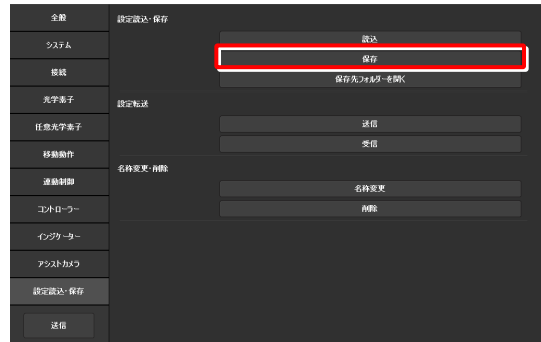 全般
システム
接続
光学素子
任意光学素子
移動動作
連動制御
コントローラー
インジケーター
アシストカメラ
設定読込・保存
送信
設定読込・保存
読込
保存
保存先フォルダーを開く
設定転送
送信
受信
名称変更・削除
名称変更
削除